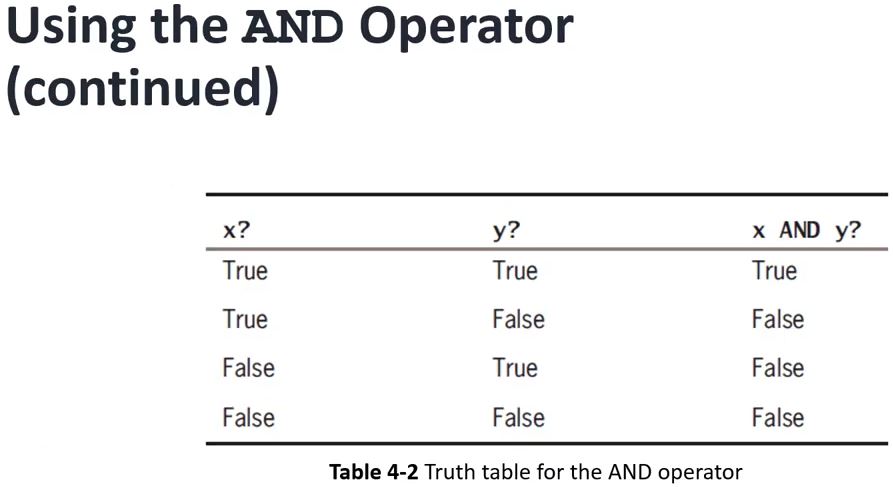 Using the AND Operator
(continued)
x? y? x AND y?
True True True
True False False
False True False
False False False
Table 4-2 Truth table for the AND operator